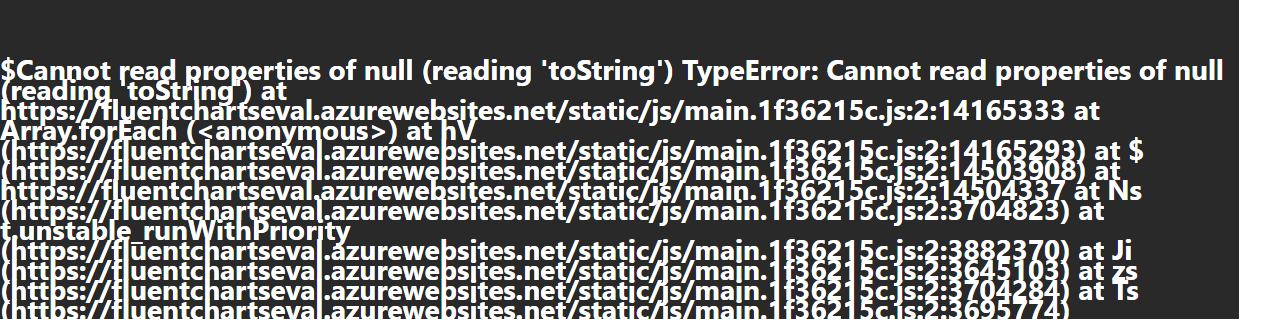 $Cannot read properties of null (reading 'toString') TypeError: Cannot read properties of null
(reading 'toString') at
https://fluentchartseval.azurewebsites.net/static/js/main.1f36215c.js:2:14165333 at
Array.forEach (<anonymous>) at hV
(https://fluentchartseval.azurewebsites.net/static/js/main.1f36215c.js:2:14165293) at $
(https://fluentchartseval.azurewebsites.net/static/js/main.1f36215c.js:2:14503908) at
https://fluentchartseval.azurewebsites.net/static/js/main.1f36215c.js:2:14504337 at Ns
(https://fluentchartseval.azurewebsites.net/static/js/main.1f36215c.js:2:3704823) at
t.unstable_runWithPriority
(https://fluentchartseval.azurewebsites.net/static/js/main.1f36215c.js:2:3882370) at Ji
(https://fluentchartseval.azurewebsites.net/static/js/main.1f36215c.js:2:3645103) at zs
(https://fluentchartseval.azurewebsites.net/static/js/main.1f36215c.js:2:3704284) at Ts
(https://fluentchartseval.azurewebsites.net/static/js/main.1f36215c.js:2:3695774)